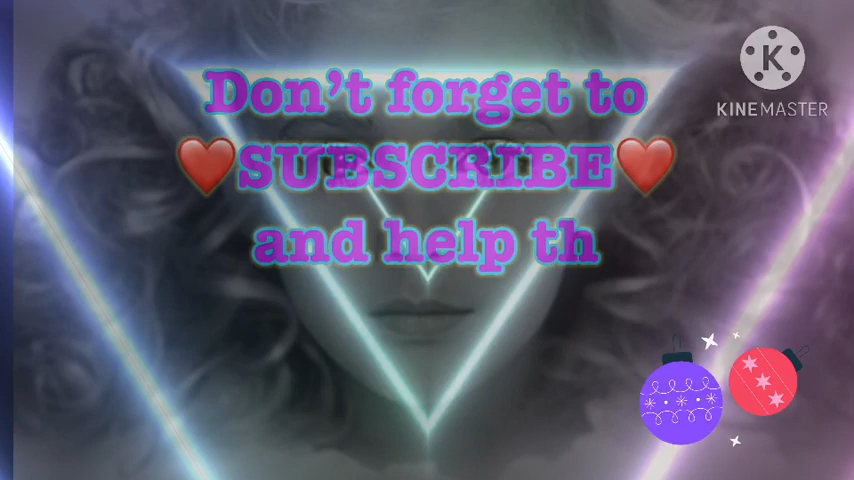 Don't forget to
❤️SUBSCRIBE❤️
and help th
KINEMASTER